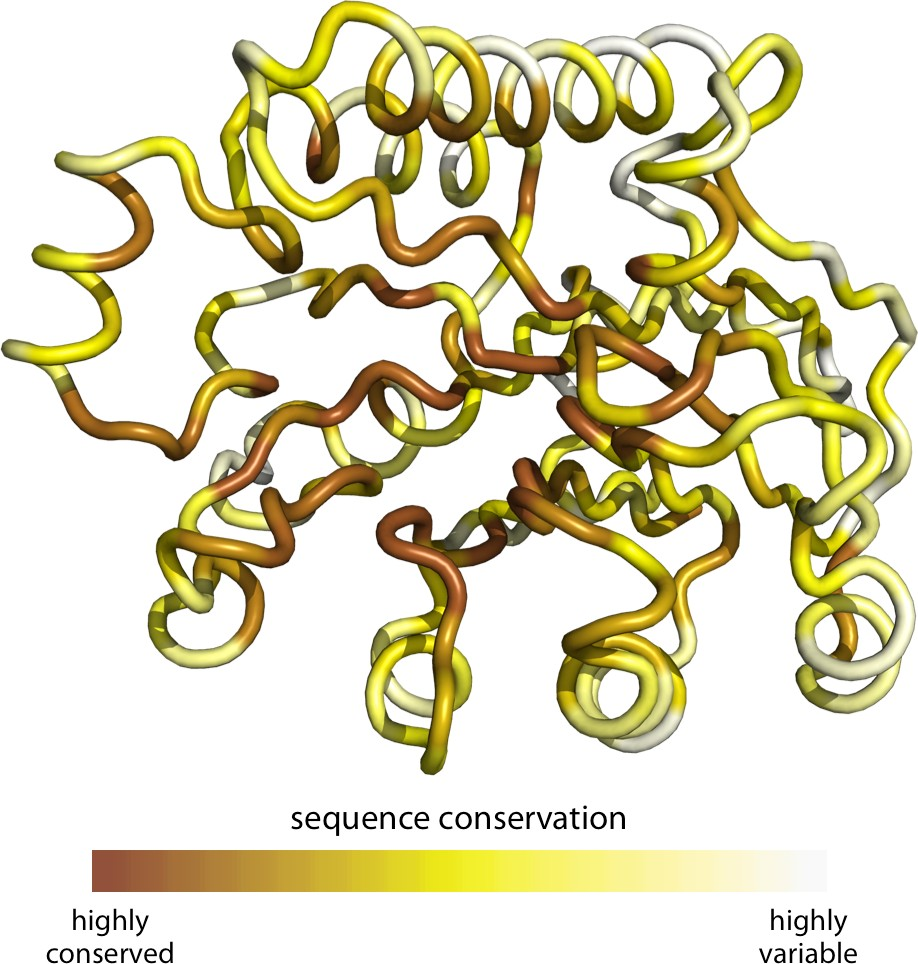 sequence conservation
highly highly
conserved variable